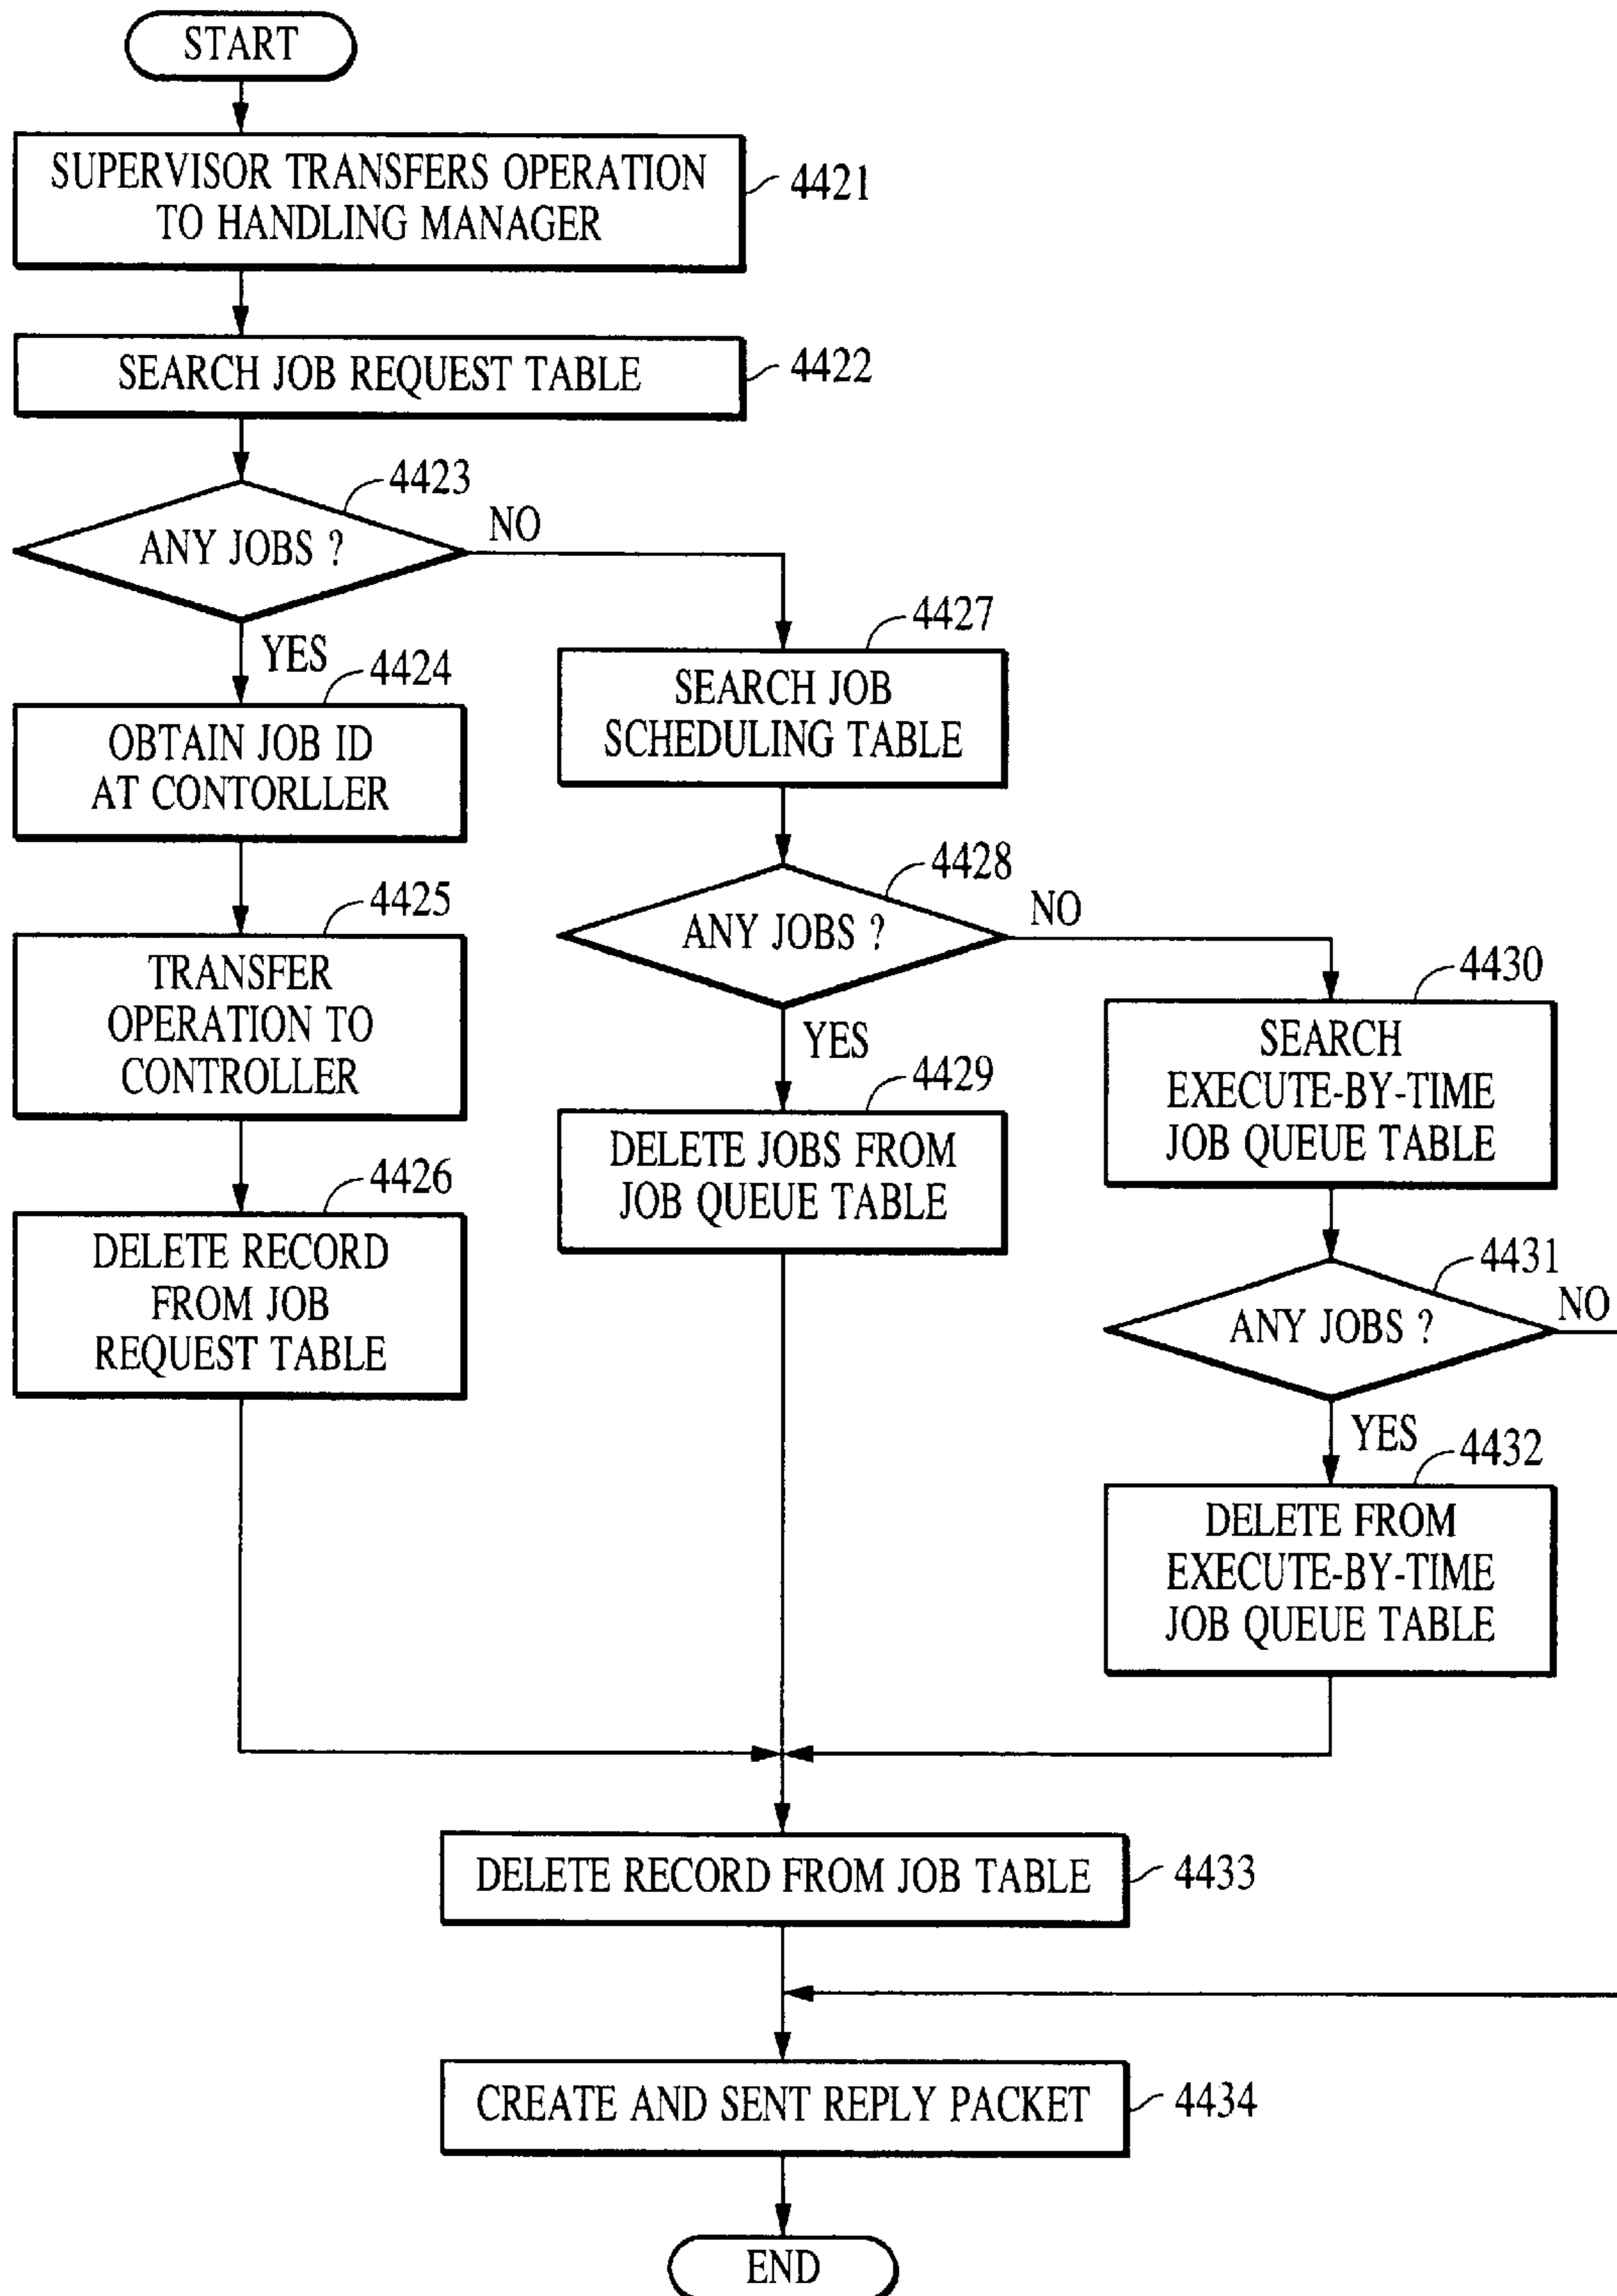 START
SUPERVISOR TRANSFERS OPERATION
TO HANDLING MANAGER
4421
SEARCH JOB REQUEST TABLE
4422
4423
ANY JOBS ?
NO
YES
4424
OBTAIN JOB ID
AT CONTORLLER
4425
TRANSFER
OPERATION TO
CONTROLLER
4426
DELETE RECORD
FROM JOB
REQUEST TABLE
4427
SEARCH JOB
SCHEDULING TABLE
4428
ANY JOBS ?
NO
YES
4429
DELETE JOBS FROM
JOB QUEUE TABLE
4430
SEARCH
EXECUTE-BY-TIME
JOB QUEUE TABLE
4431
ANY JOBS ?
NO
YES
4432
DELETE FROM
EXECUTE-BY-TIME
JOB QUEUE TABLE
DELETE RECORD FROM JOB TABLE
4433
CREATE AND SENT REPLY PACKET
4434
END